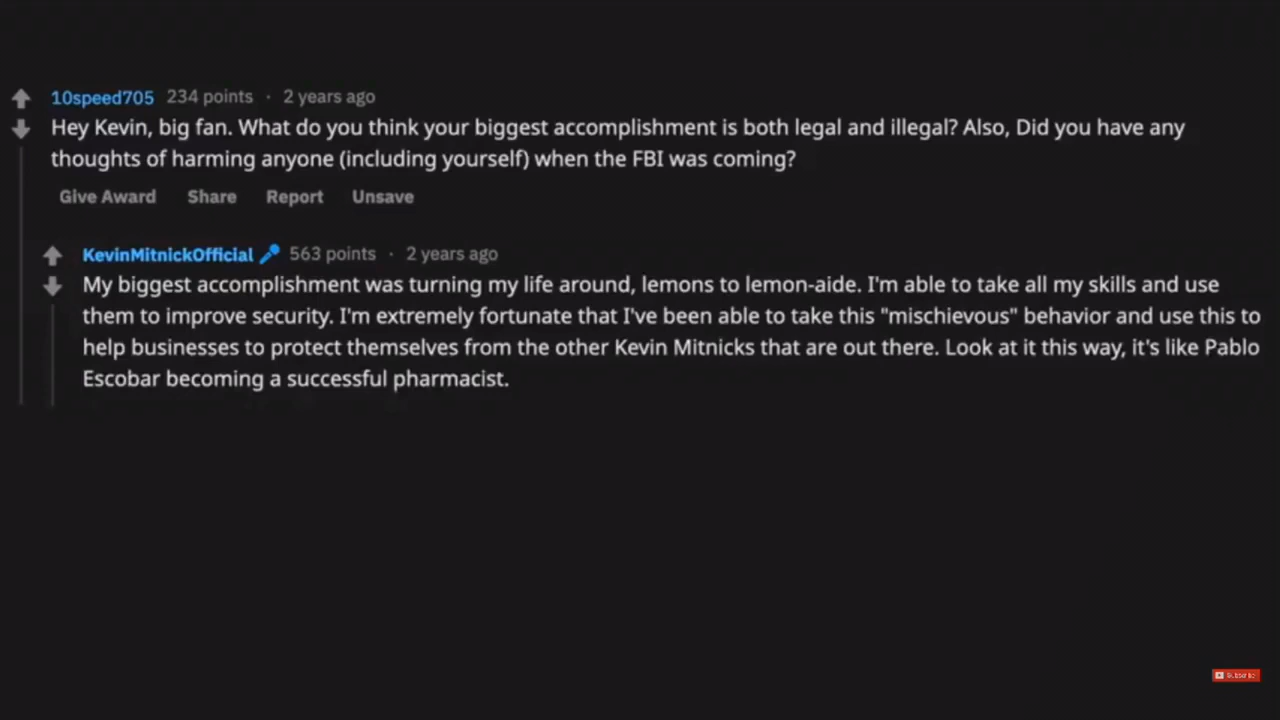 10speed705 234 points · 2 years ago
Hey Kevin, big fan. What do you think your biggest accomplishment is both legal and illegal? Also, Did you have any
thoughts of harming anyone (including yourself) when the FBI was coming?
Give Award Share Report Unsave
KevinMitnickOfficial 563 points · 2 years ago
My biggest accomplishment was turning my life around, lemons to lemon-aide. I'm able to take all my skills and use
them to improve security. I'm extremely fortunate that I've been able to take this "mischievous" behavior and use this to
help businesses to protect themselves from the other Kevin Mitnicks that are out there. Look at it this way, it's like Pablo
Escobar becoming a successful pharmacist.